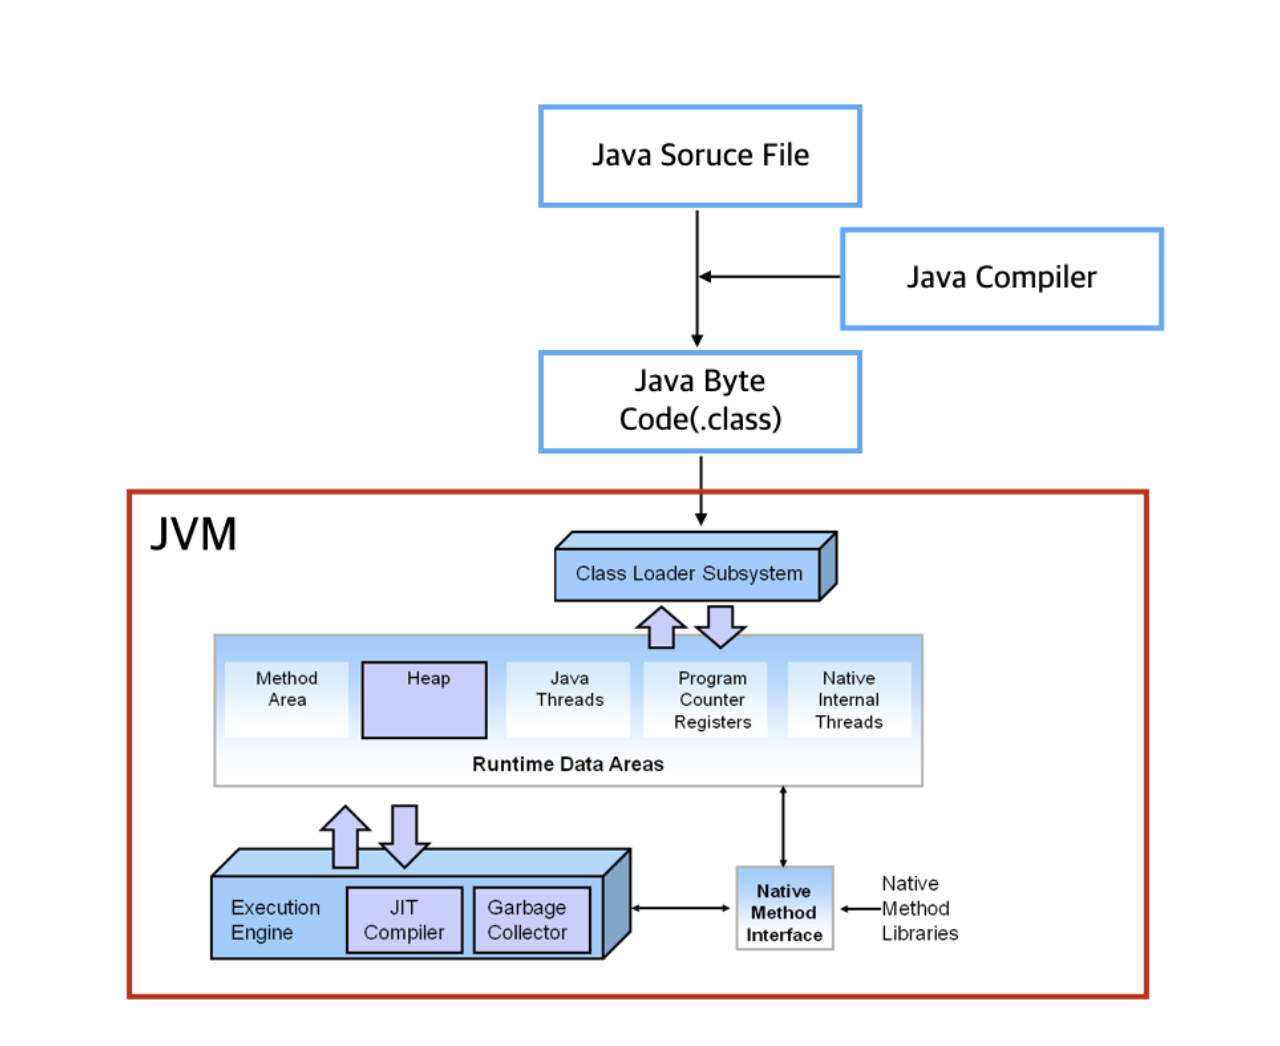 Java Soruce File
Java Compiler
Java Byte
Code(.class)
JVM
Class Loader Subsystem
Method
Area
Heap
Java
Threads
Program
Counter
Registers
Native
Internal
Threads
Runtime Data Areas
Execution
Engine
JIT
Compiler
Garbage
Collector
Native
Method
Interface
Native
Method
Libraries